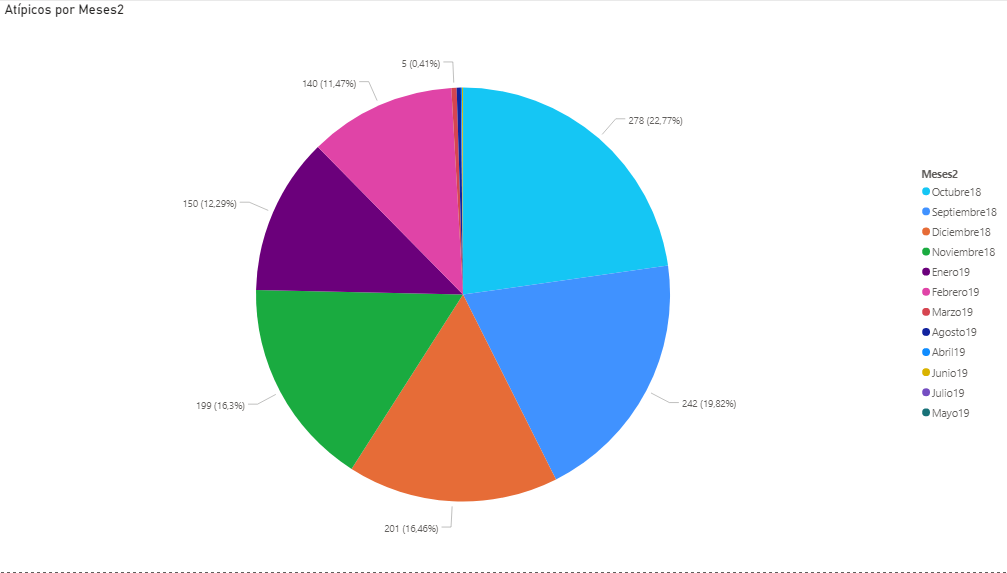 Atípicos por Meses2
5 (0,41%)
140 (11,47%)
278 (22,77%)
150 (12,29%)
199 (16,3%)
242 (19,82%)
201 (16,46%)
Meses2
Octubre18
Septiembre18
Diciembre18
Noviembre18
Enero19
Febrero19
Marzo19
Agosto19
Abril19
Junio19
Julio19
Mayo19